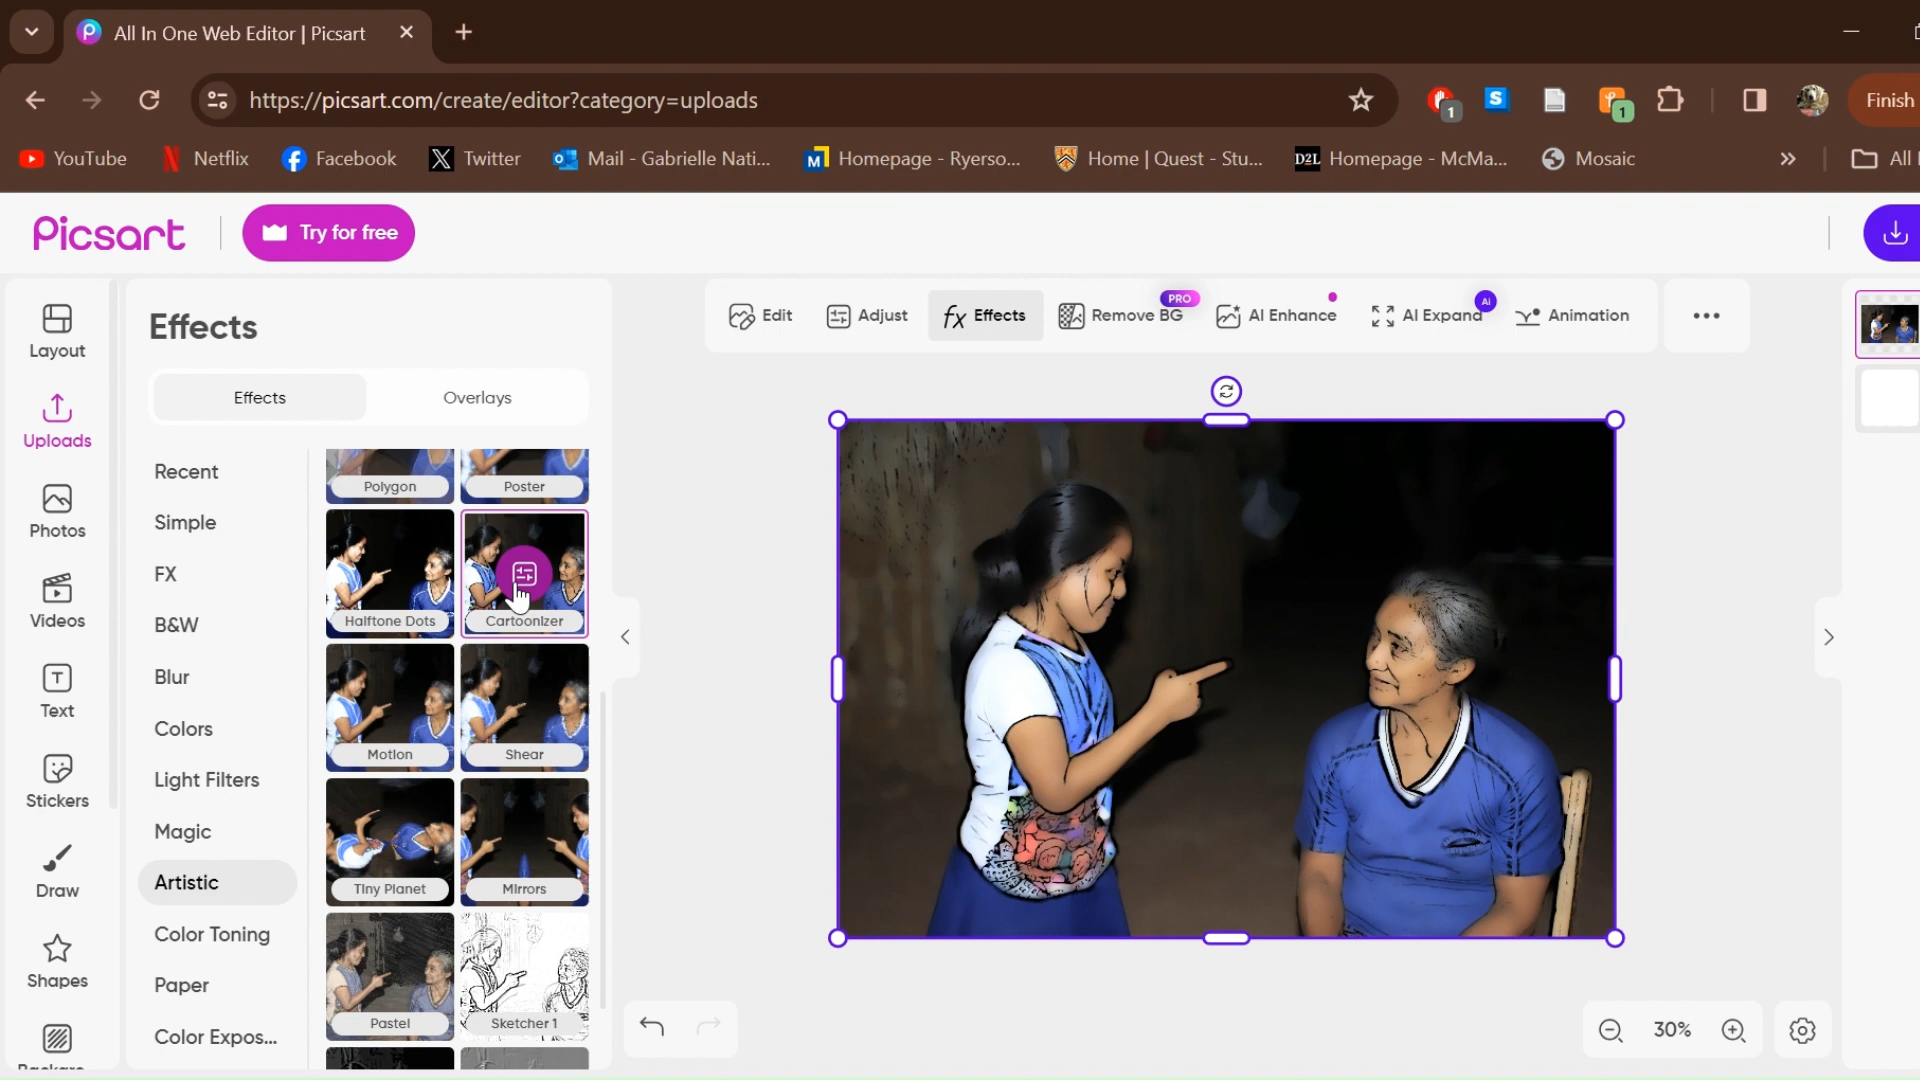 All In One Web Editor | Picsart
https://picsart.com/create/editor?category=uploads
1
1
Finish
YouTube
Netflix
Facebook
Twitter
Mail - Gabrielle Nati...
Homepage - Ryerso...
Home | Quest - Stu...
D2L Homepage - McMa...
Mosaic
All
Picsart
Try for free
Layout
Uploads
Photos
Videos
Text
Stickers
Draw
Shapes
Effects
Effects
Overlays
Recent
Simple
FX
B&W
Blur
Colors
Light Filters
Magic
Artistic
Color Toning
Paper
Color Expos...
Polygon
Poster
Halftone Dots
Cartoonizer
Motion
Shear
Tiny Planet
Mirrors
Pastel
Sketcher 1
Edit
Adjust
fx Effects
Remove BG
PRO
AI Enhance
AI Expand
Ai
Animation
30%